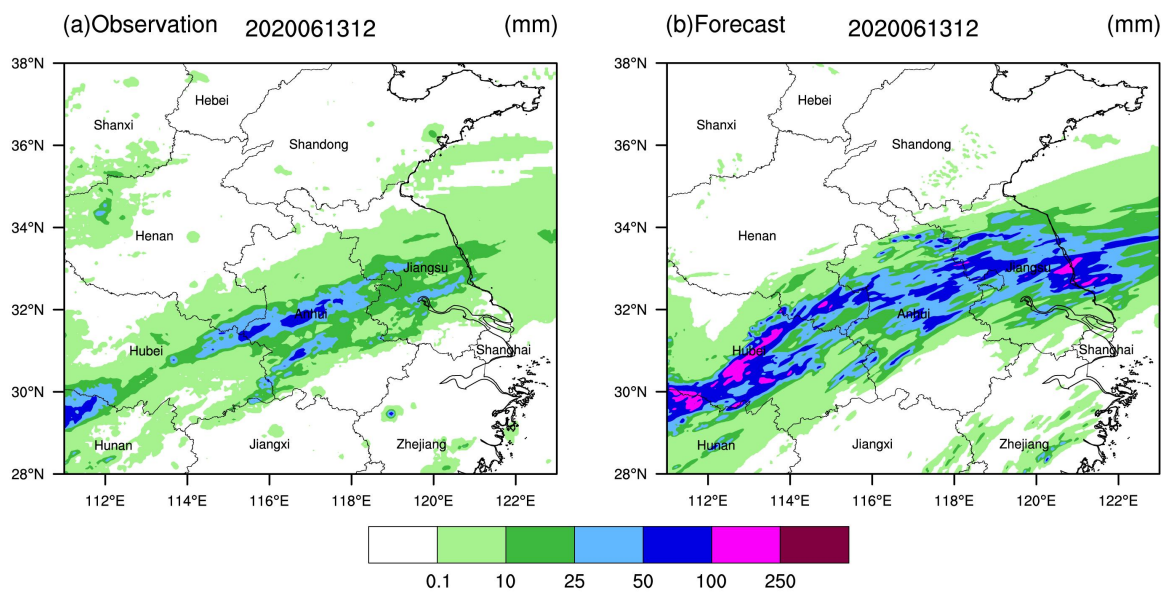 (a)Observation 2020061312 (mm)
38°N
36°N
34°N
32°N
30°N
28°N
Hebei
Shanxi
Shandong
Henan
Jiangsu
Anhui
Hubei
Shanghai
Hunan
Jiangxi
Zhejiang
112°E 114°E 116°E 118°E 120°E 122°E
(b)Forecast 2020061312 (mm)
38°N
36°N
34°N
32°N
30°N
28°N
Hebei
Shanxi
Shandong
Henan
Jiangsu
Anhui
Hubei
Shanghai
Hunan
Jiangxi
Zhejiang
112°E 114°E 116°E 118°E 120°E 122°E
0.1 10 25 50 100 250